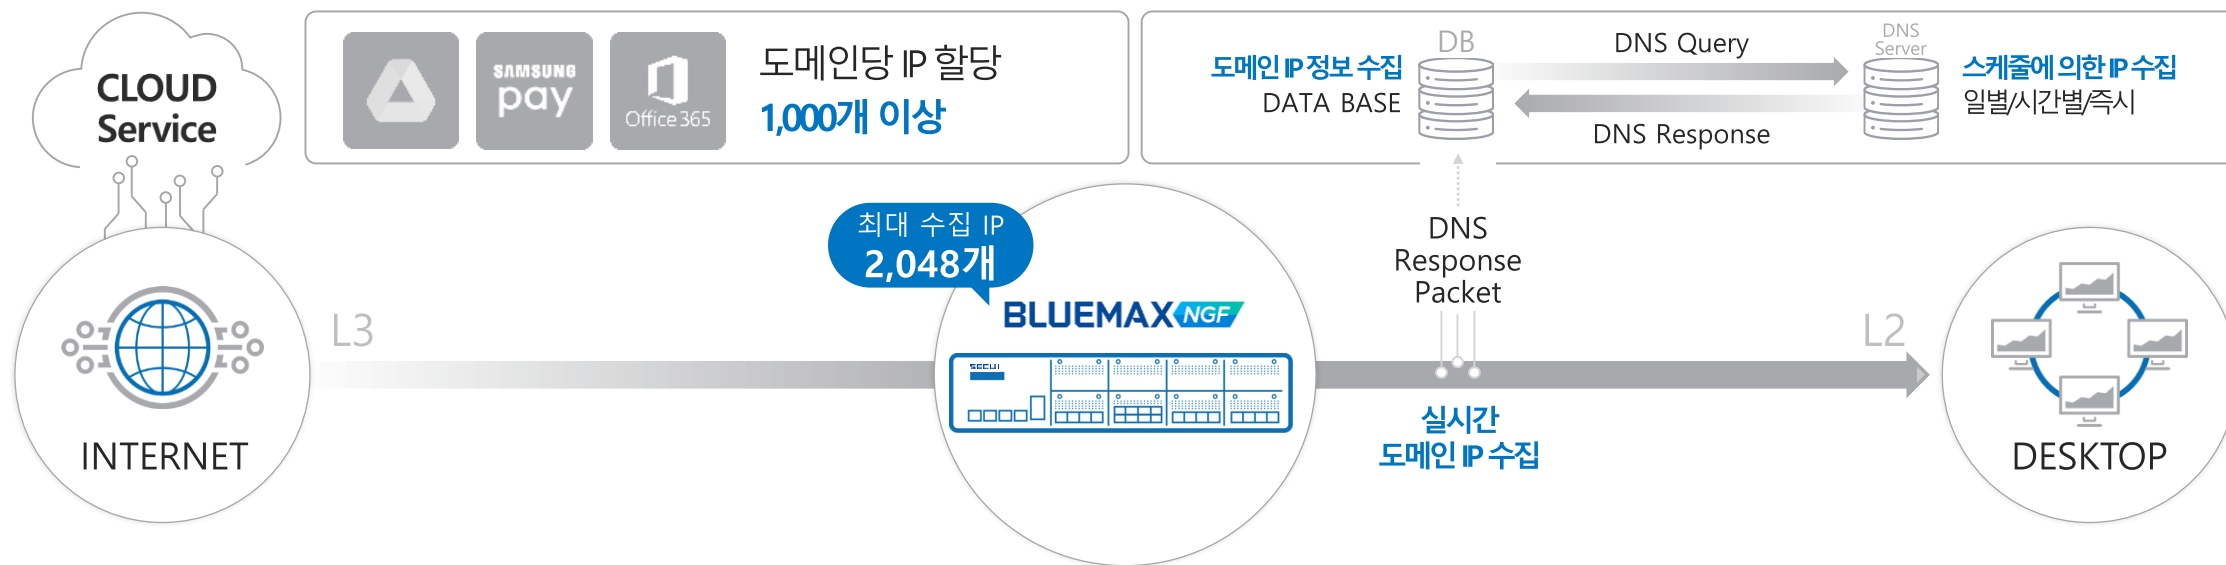 CLOUD
Service
SAMSUNG
pay
Office 365
도메인당 IP 할당
1,000개 이상
도메인 IP 정보 수집
DATA BASE
DB
DNS Query
DNS Response
DNS
Server
스케줄에 의한 IP 수집
일별/시간별/즉시
최대 수집 IP
2,048개
BLUEMAX NGF
SECUI
DNS
Response
Packet
L3
L2
실시간
도메인 IP 수집
INTERNET
DESKTOP